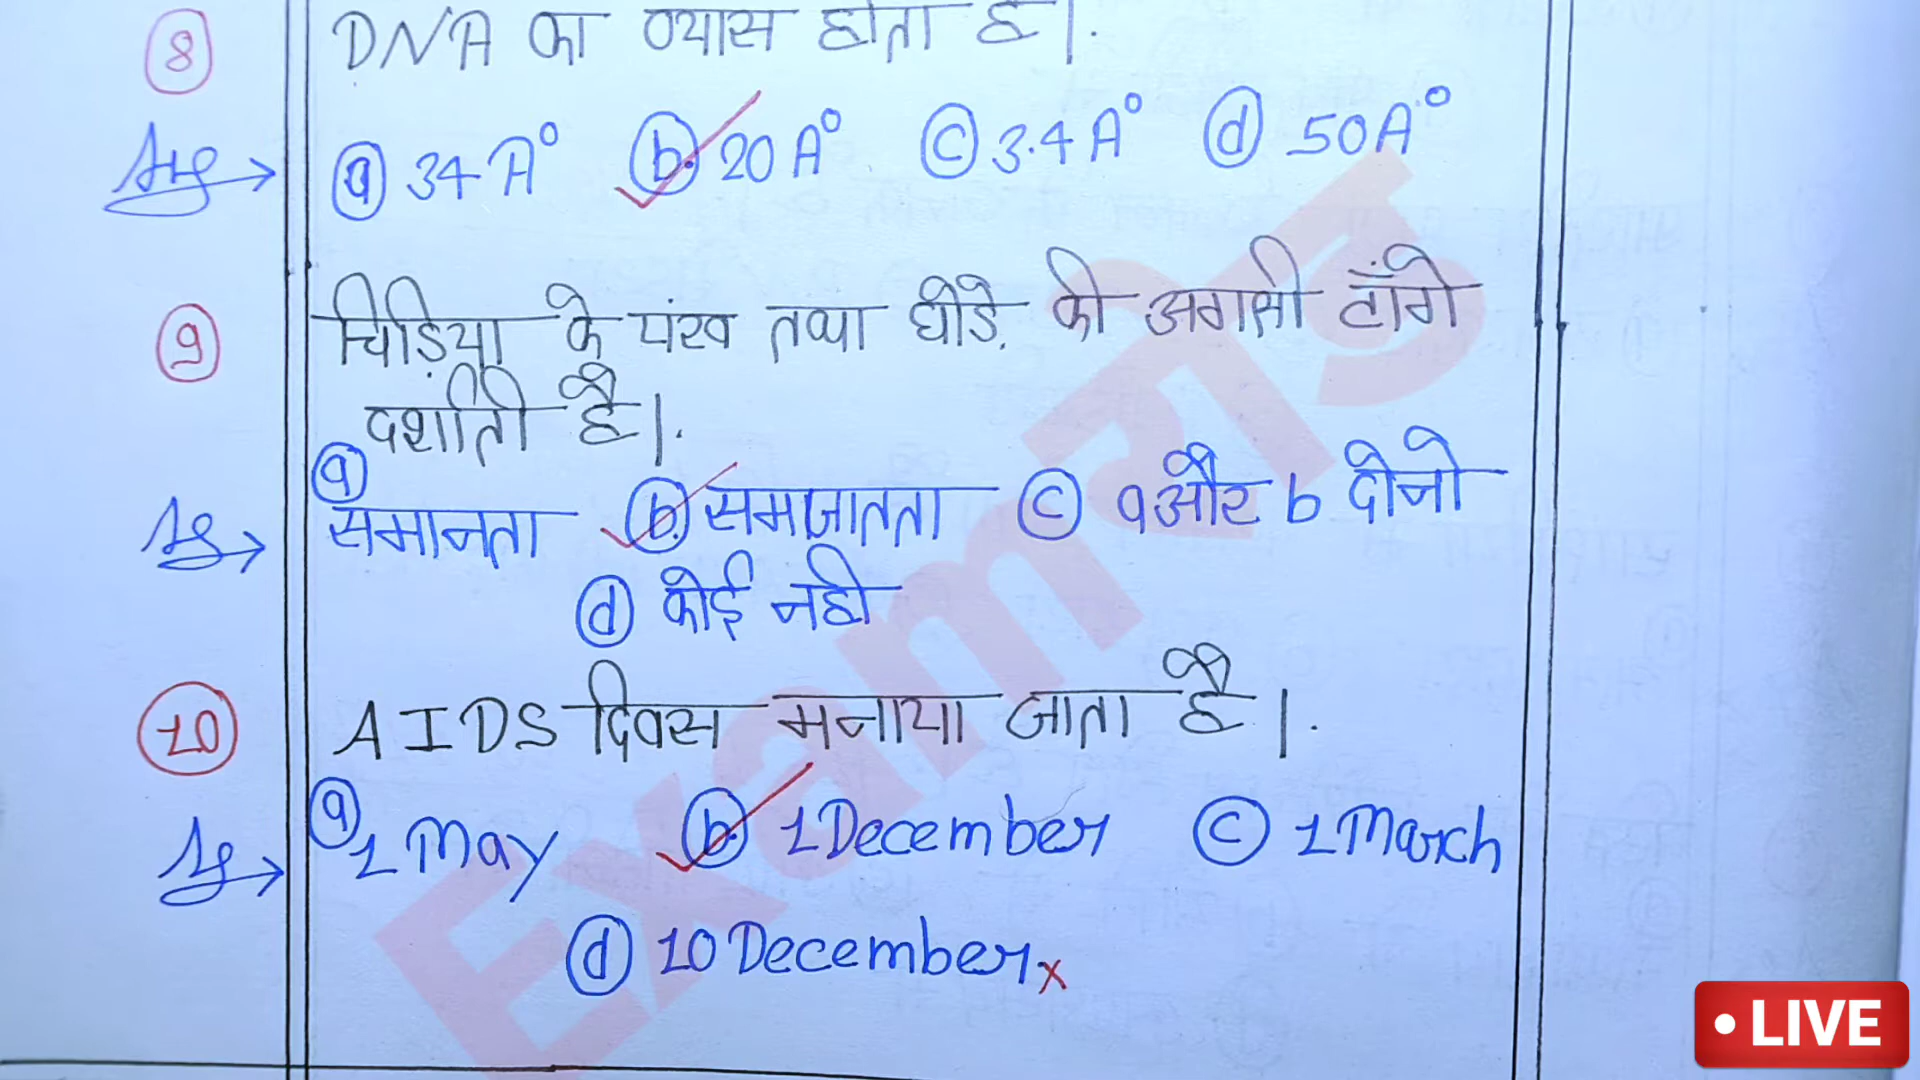 8 DNA का व्यास होता है।.
Ans → a 34 A° b 20 A° c 3.4 A° d 50 A°
9 चिड़िया के पंख तथा घोड़े की अगली टाँगे
दर्शाती है।.
a
Ans → समानता b समजातता c a और b दोनो
d कोई नही
10 AIDS दिवस मनाया जाता है।.
Ans → a 1 May b 1 December c 1 March
d 10 December x
Exam
• LIVE